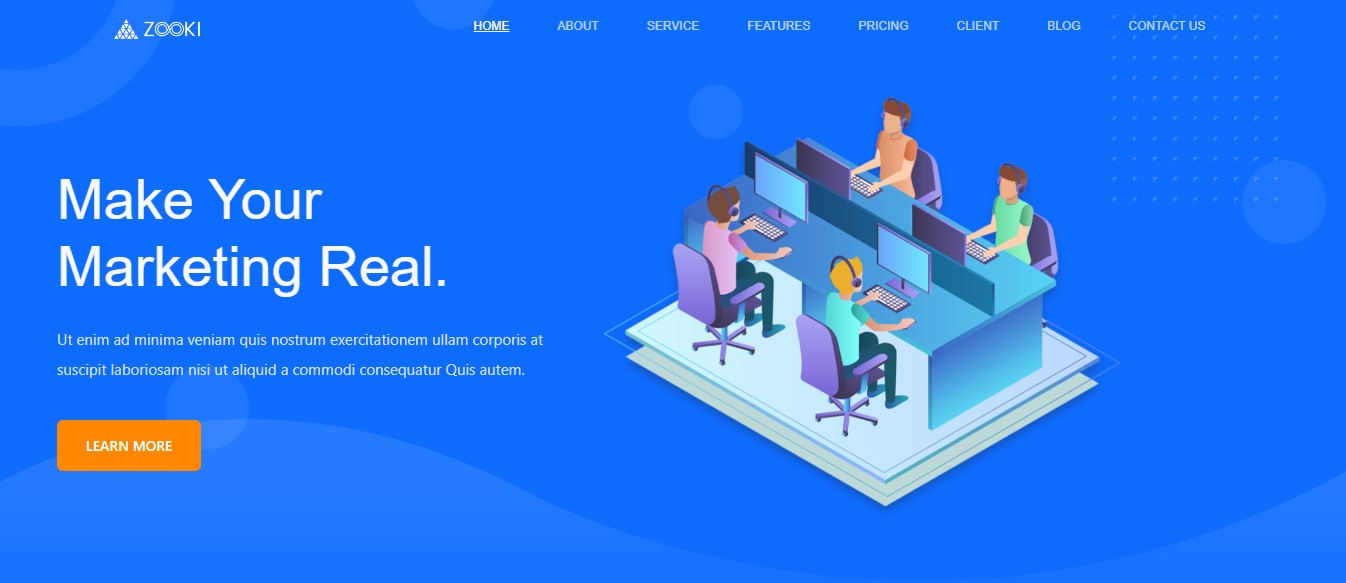 ZOOKI
HOME ABOUT SERVICE FEATURES PRICING CLIENT BLOG CONTACT US
Make Your
Marketing Real.
Ut enim ad minima veniam quis nostrum exercitationem ullam corporis at
suscipit laboriosam nisi ut aliquid a commodi consequatur Quis autem.
LEARN MORE